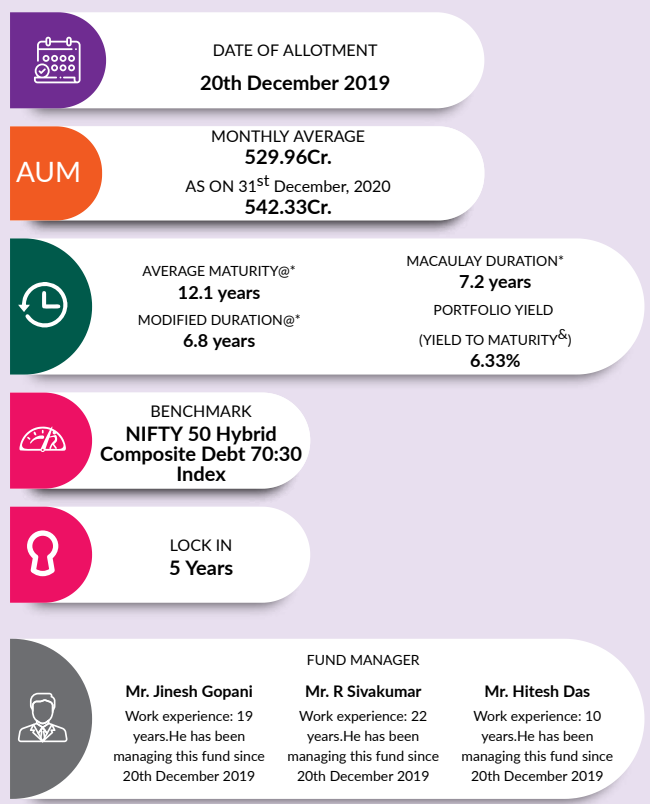 DATE OF ALLOTMENT
20th December 2019
AUM
MONTHLY AVERAGE
529.96Cr.
AS ON 31st December, 2020
542.33Cr.
AVERAGE MATURITY@*
12.1 years
MODIFIED DURATION@*
6.8 years
MACAULAY DURATION*
7.2 years
PORTFOLIO YIELD
(YIELD TO MATURITY&)
6.33%
BENCHMARK
NIFTY 50 Hybrid
Composite Debt 70:30
Index
LOCK IN
5 Years
FUND MANAGER
Mr. Jinesh Gopani
Work experience: 19
years.He has been
managing this fund since
20th December 2019
Mr. R Sivakumar
Work experience: 22
years.He has been
managing this fund since
20th December 2019
Mr. Hitesh Das
Work experience: 10
years.He has been
managing this fund since
20th December 2019